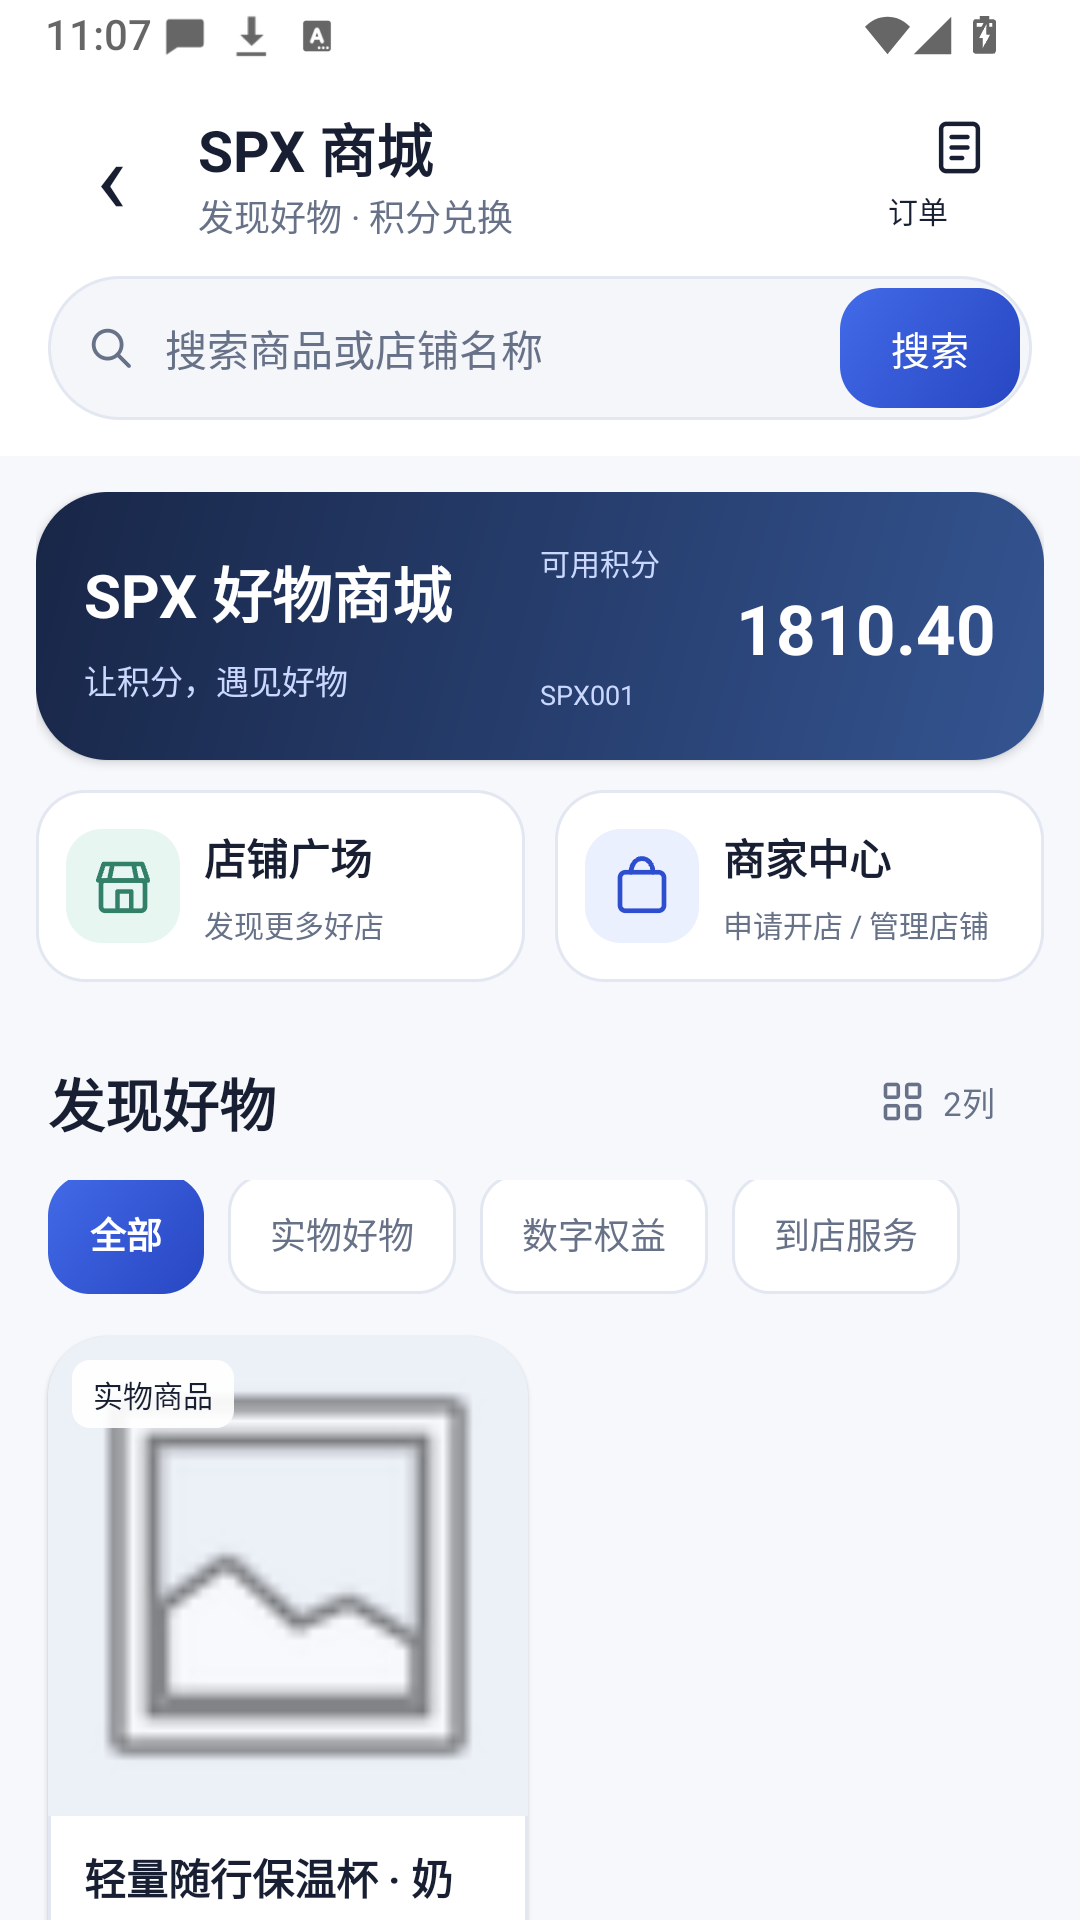 11:07
SPX 商城
发现好物 · 积分兑换
订单
搜索商品或店铺名称
搜索
SPX 好物商城
让积分，遇见好物
可用积分
1810.40
SPX001
店铺广场
发现更多好店
商家中心
申请开店 / 管理店铺
发现好物
2列
全部
实物好物
数字权益
到店服务
实物商品
轻量随行保温杯 · 奶